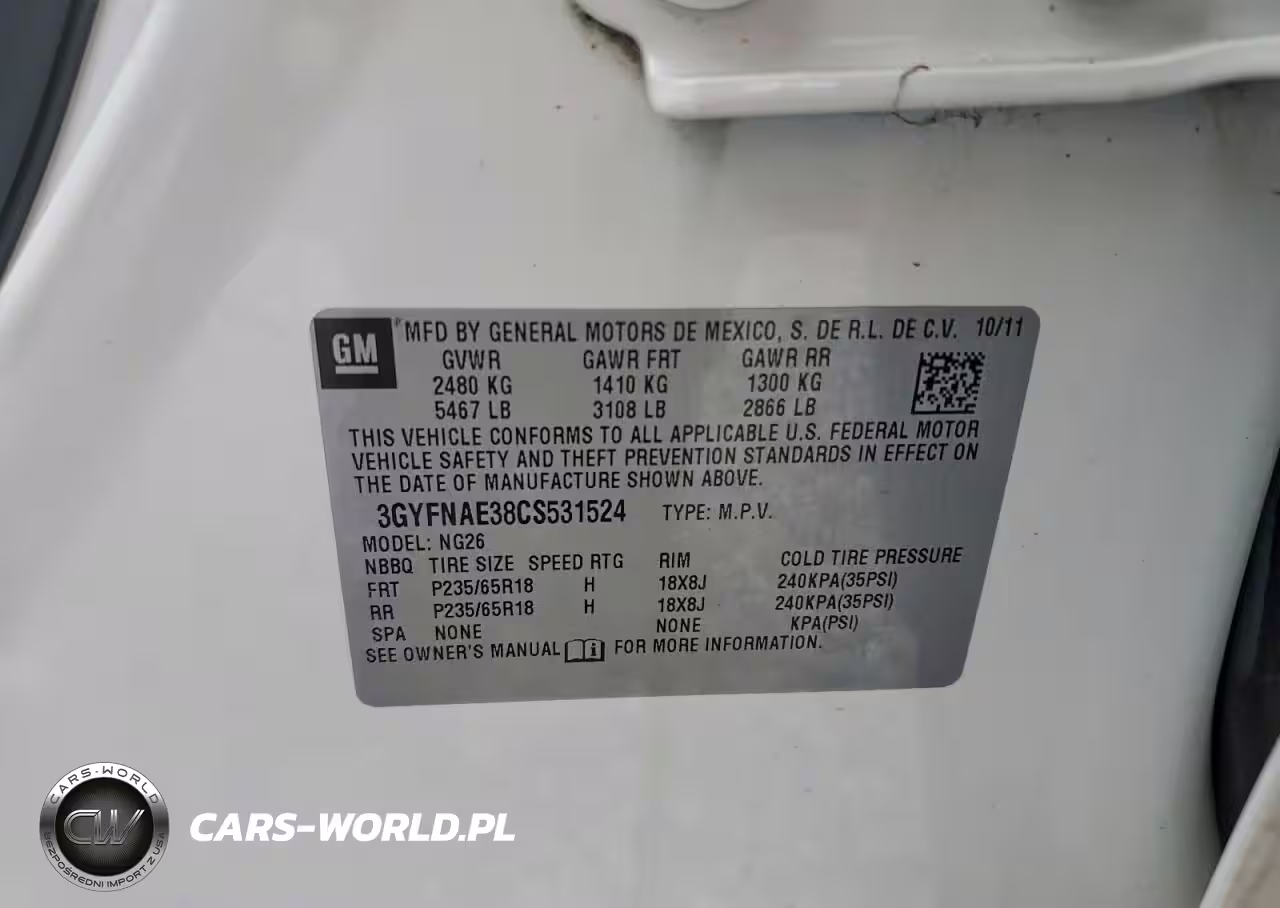 GM
® MFD BY GENERAL MOTORS DE MEXICO, S. DE R.L. DE C.V. 10/11
GVWR GAWR FRT GAWR RR
2480 KG 1410 KG 1300 KG
5467 LB 3108 LB 2866 LB
THIS VEHICLE CONFORMS TO ALL APPLICABLE U.S. FEDERAL MOTOR
VEHICLE SAFETY AND THEFT PREVENTION STANDARDS IN EFFECT ON
THE DATE OF MANUFACTURE SHOWN ABOVE.
3GYFNAE38CS531524 TYPE: M.P.V.
MODEL: NG26
NBBQ TIRE SIZE SPEED RTG RIM COLD TIRE PRESSURE
FRT P235/65R18 H 18X8J 240KPA(35PSI)
RR P235/65R18 H 18X8J 240KPA(35PSI)
SPA NONE NONE KPA(PSI)
SEE OWNER'S MANUAL i FOR MORE INFORMATION.
CARS-WORLD
CW
BEZPOŚREDNI IMPORT Z USA
CARS-WORLD.PL